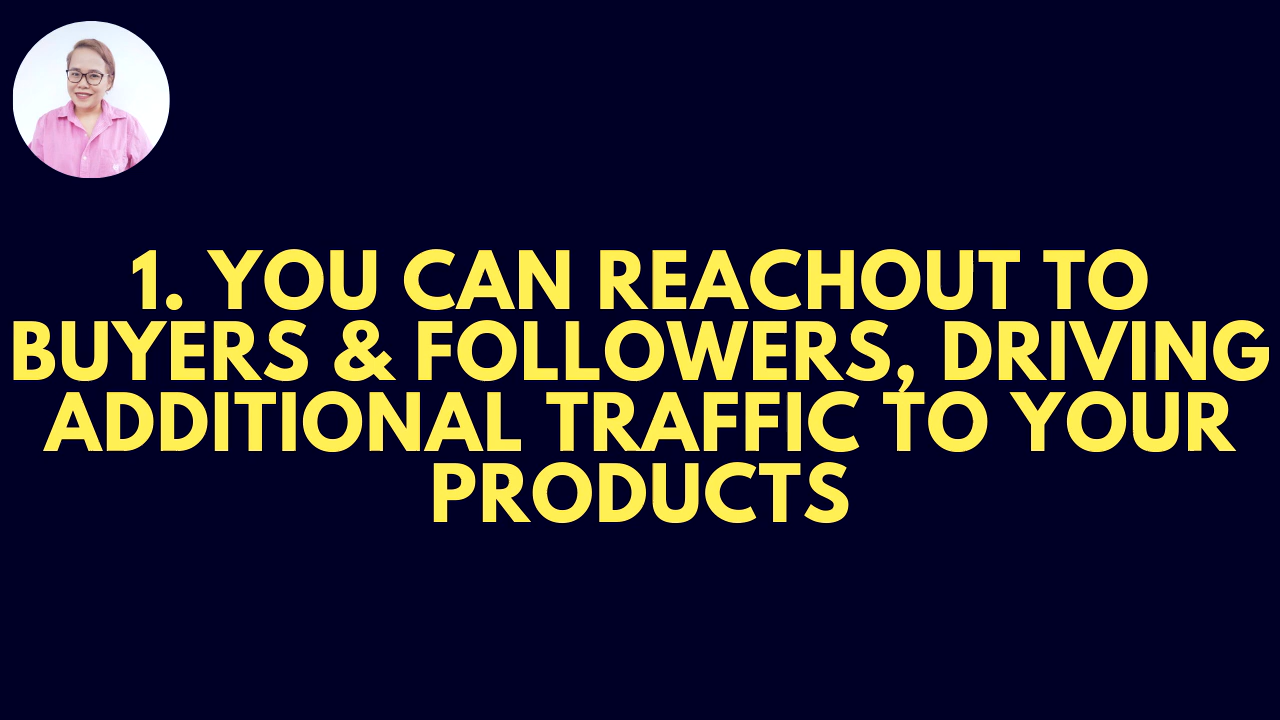 1. YOU CAN REACHOUT TO
BUYERS & FOLLOWERS, DRIVING
ADDITIONAL TRAFFIC TO YOUR
PRODUCTS